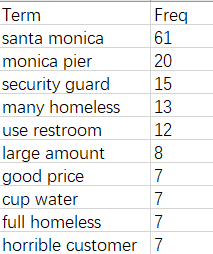 Term Freq
santa monica 61
monica pier 20
security guard 15
many homeless 13
use restroom 12
large amount 8
good price 7
cup water 7
full homeless 7
horrible customer 7